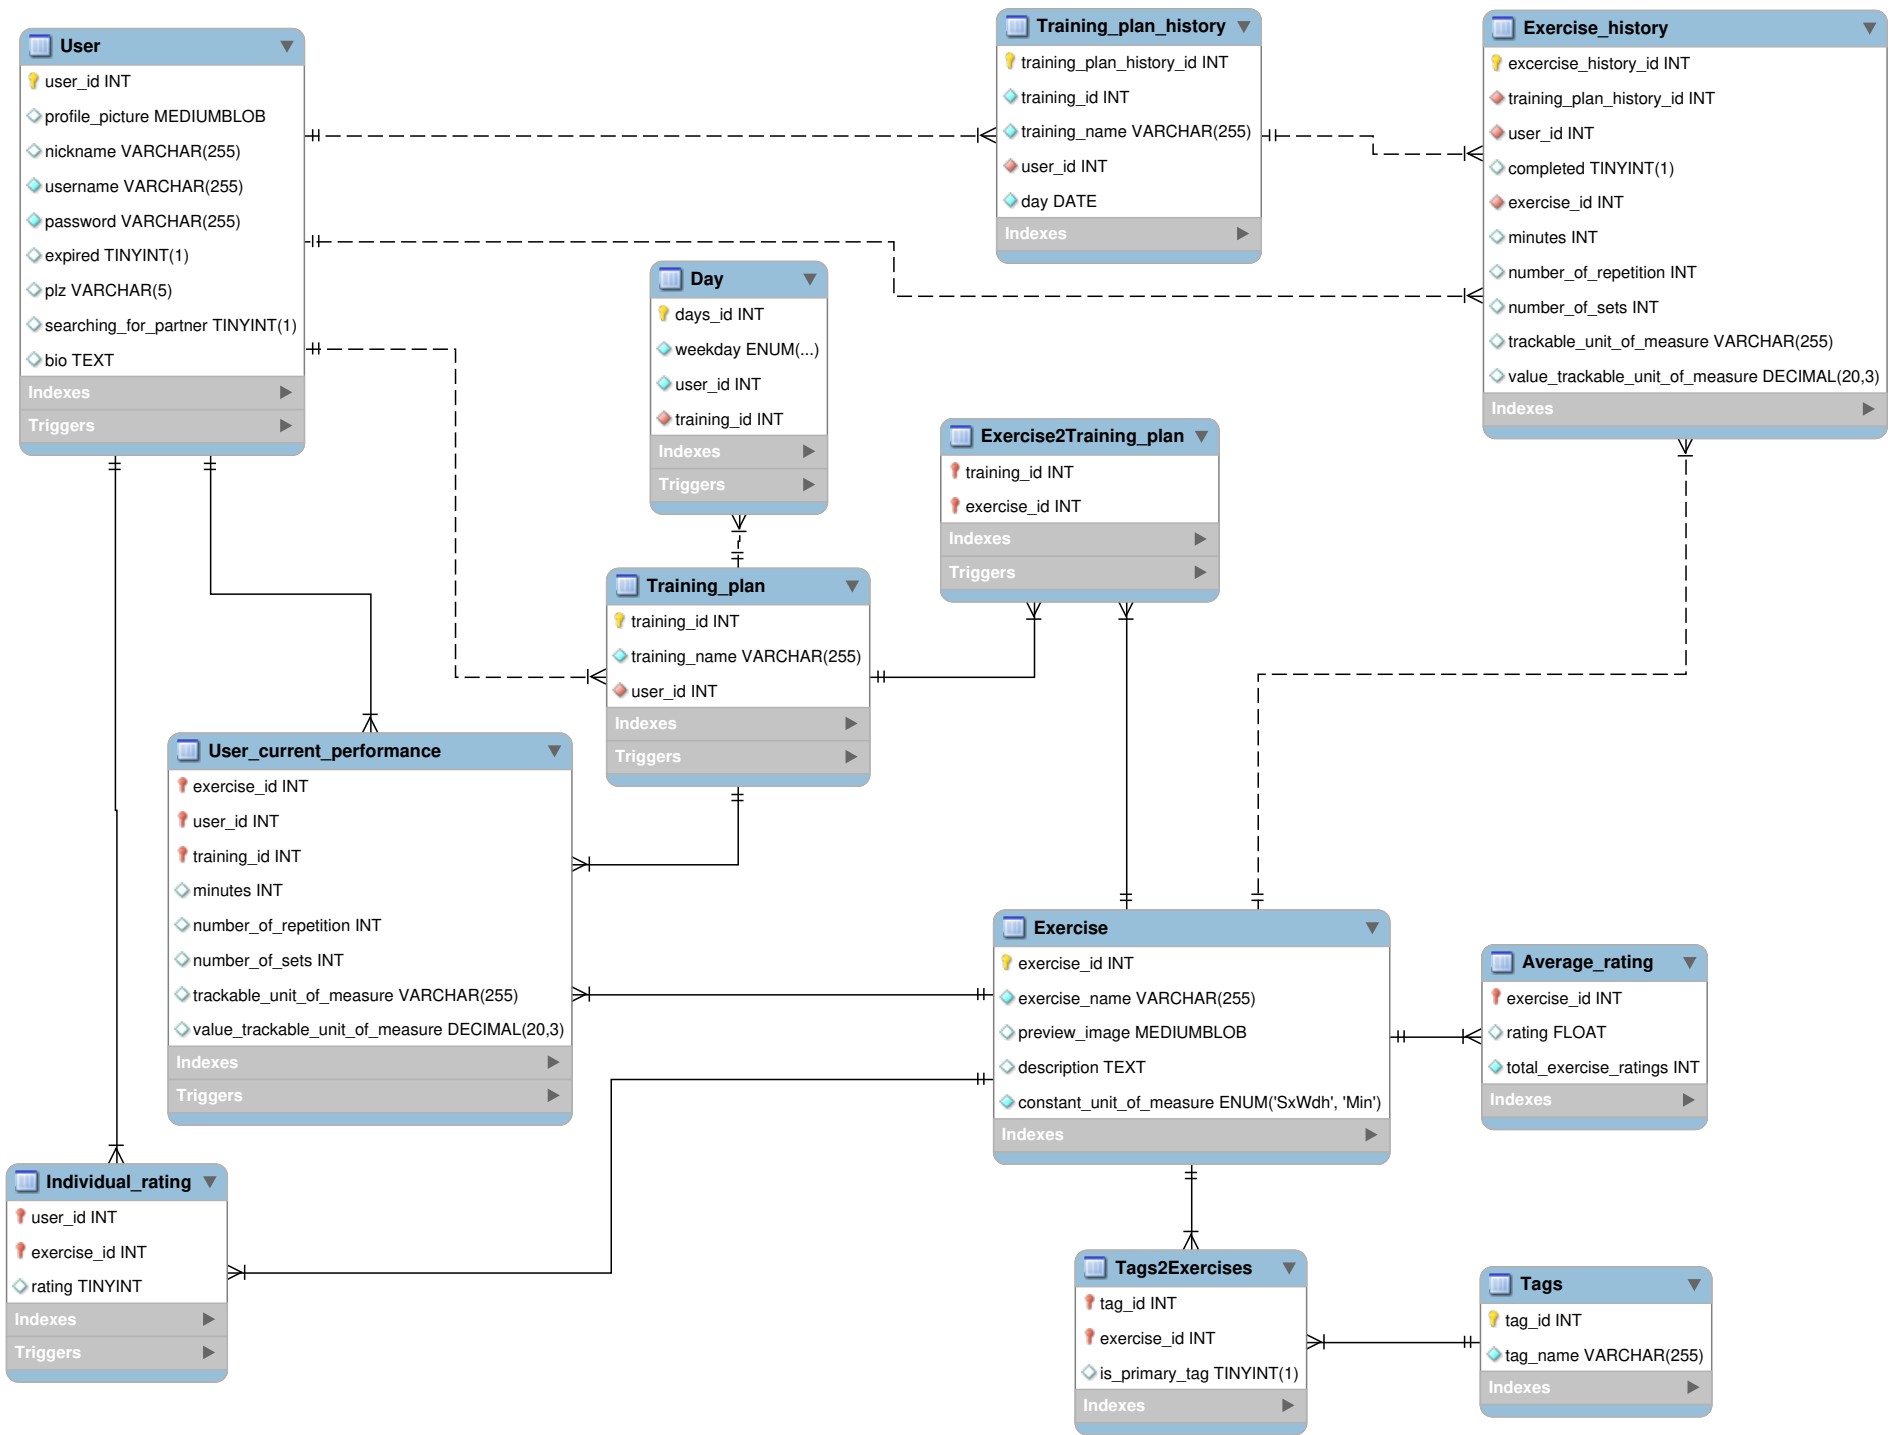 User
user_id INT
profile_picture MEDIUMBLOB
nickname VARCHAR(255)
username VARCHAR(255)
password VARCHAR(255)
expired TINYINT(1)
plz VARCHAR(5)
searching_for_partner TINYINT(1)
bio TEXT
Indexes
Triggers
Training_plan_history
training_plan_history_id INT
training_id INT
training_name VARCHAR(255)
user_id INT
day DATE
Indexes
Exercise_history
excercise_history_id INT
training_plan_history_id INT
user_id INT
completed TINYINT(1)
exercise_id INT
minutes INT
number_of_repetition INT
number_of_sets INT
trackable_unit_of_measure VARCHAR(255)
value_trackable_unit_of_measure DECIMAL(20,3)
Indexes
Day
days_id INT
weekday ENUM(...)
user_id INT
training_id INT
Indexes
Triggers
Exercise2Training_plan
training_id INT
exercise_id INT
Indexes
Triggers
Training_plan
training_id INT
training_name VARCHAR(255)
user_id INT
Indexes
Triggers
User_current_performance
exercise_id INT
user_id INT
training_id INT
minutes INT
number_of_repetition INT
number_of_sets INT
trackable_unit_of_measure VARCHAR(255)
value_trackable_unit_of_measure DECIMAL(20,3)
Indexes
Triggers
Exercise
exercise_id INT
exercise_name VARCHAR(255)
preview_image MEDIUMBLOB
description TEXT
constant_unit_of_measure ENUM('SxWdh', 'Min')
Indexes
Average_rating
exercise_id INT
rating FLOAT
total_exercise_ratings INT
Indexes
Individual_rating
user_id INT
exercise_id INT
rating TINYINT
Indexes
Triggers
Tags2Exercises
tag_id INT
exercise_id INT
is_primary_tag TINYINT(1)
Indexes
Tags
tag_id INT
tag_name VARCHAR(255)
Indexes